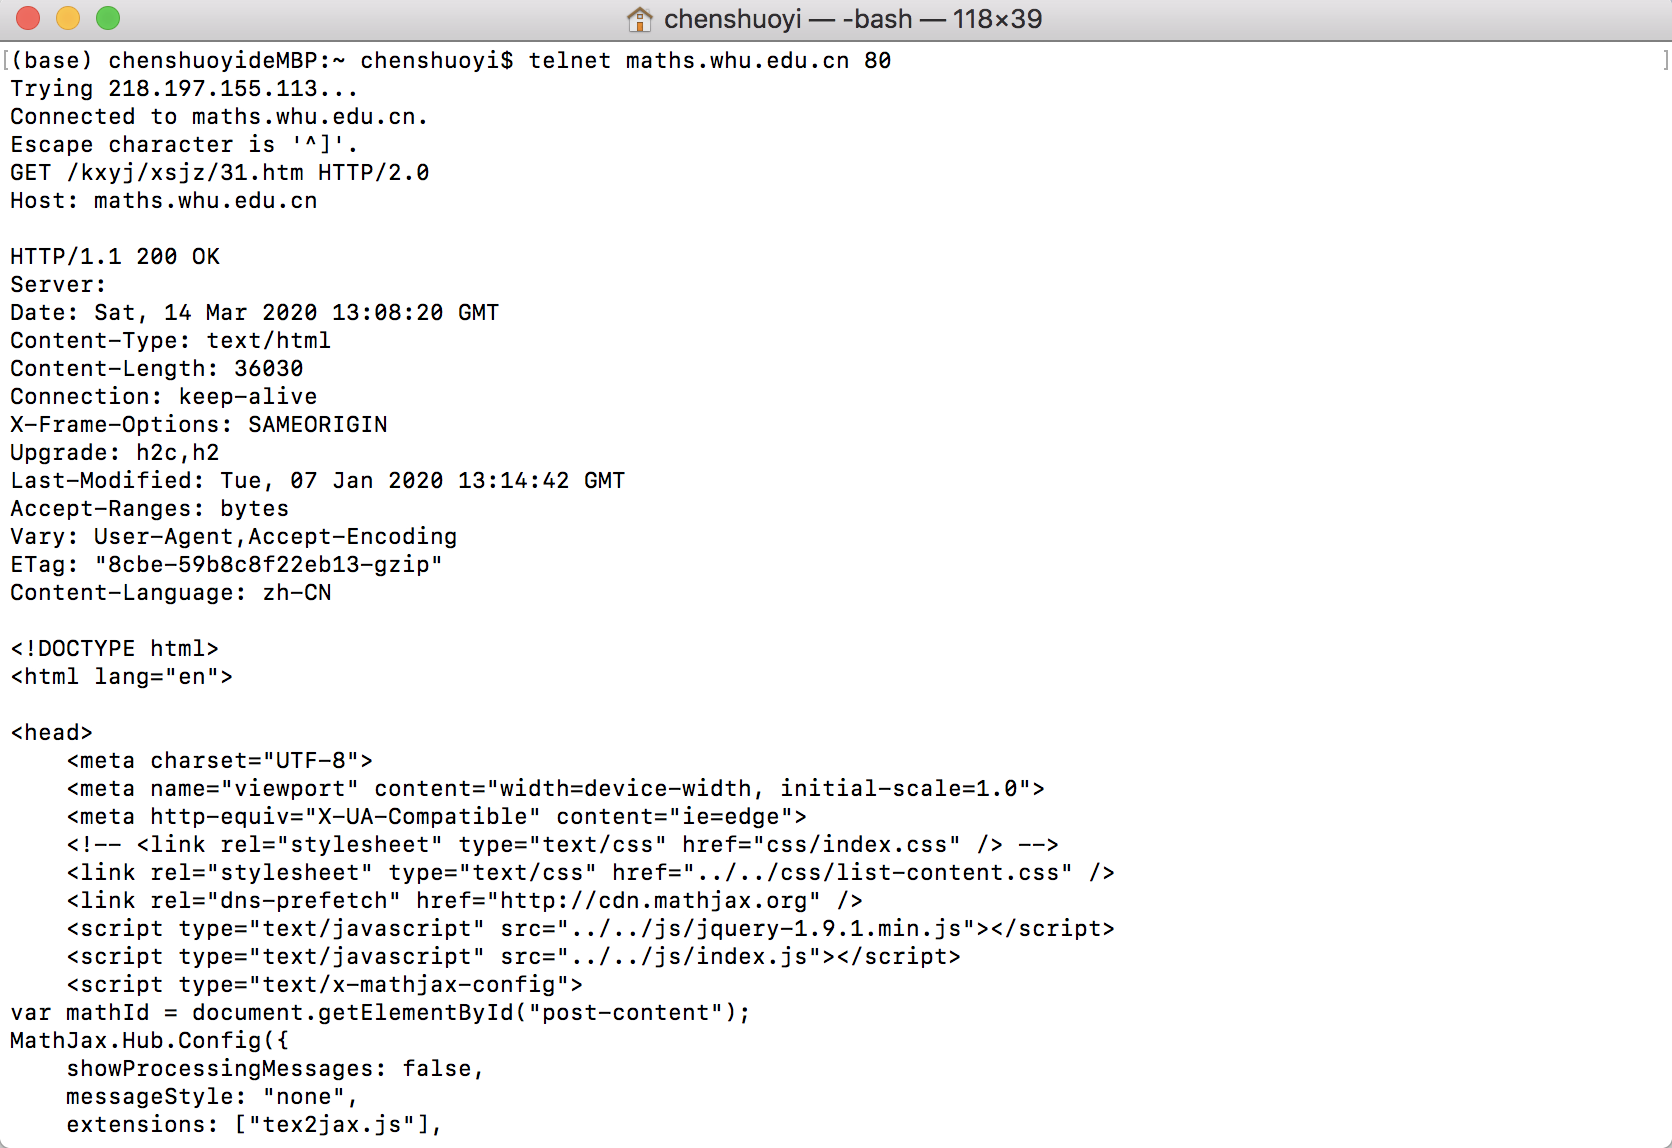 chenshuoyi — -bash — 118×39
(base) chenshuoyideMBP:~ chenshuoyi$ telnet maths.whu.edu.cn 80
Trying 218.197.155.113...
Connected to maths.whu.edu.cn.
Escape character is '^]'.
GET /kxyj/xsjz/31.htm HTTP/2.0
Host: maths.whu.edu.cn

HTTP/1.1 200 OK
Server:
Date: Sat, 14 Mar 2020 13:08:20 GMT
Content-Type: text/html
Content-Length: 36030
Connection: keep-alive
X-Frame-Options: SAMEORIGIN
Upgrade: h2c,h2
Last-Modified: Tue, 07 Jan 2020 13:14:42 GMT
Accept-Ranges: bytes
Vary: User-Agent,Accept-Encoding
ETag: "8cbe-59b8c8f22eb13-gzip"
Content-Language: zh-CN

<!DOCTYPE html>
<html lang="en">

<head>
    <meta charset="UTF-8">
    <meta name="viewport" content="width=device-width, initial-scale=1.0">
    <meta http-equiv="X-UA-Compatible" content="ie=edge">
    <!-- <link rel="stylesheet" type="text/css" href="css/index.css" /> -->
    <link rel="stylesheet" type="text/css" href="../../css/list-content.css" />
    <link rel="dns-prefetch" href="http://cdn.mathjax.org" />
    <script type="text/javascript" src="../../js/jquery-1.9.1.min.js"></script>
    <script type="text/javascript" src="../../js/index.js"></script>
    <script type="text/x-mathjax-config">
var mathId = document.getElementById("post-content");
MathJax.Hub.Config({
    showProcessingMessages: false,
    messageStyle: "none",
    extensions: ["tex2jax.js"],